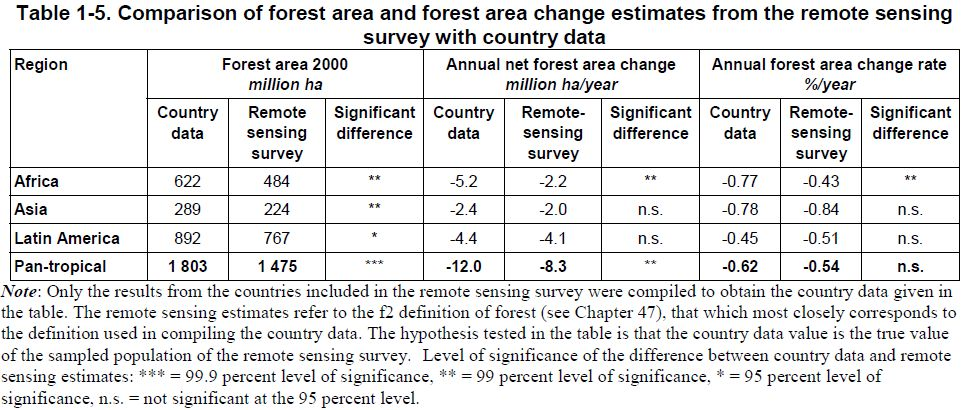 Table 1-5. Comparison of forest area and forest area change estimates from the remote sensing
survey with country data
Region Forest area 2000 Annual net forest area change Annual forest area change rate
million ha million ha/year %/year
Country Remote Significant Country Remote- Significant Country Remote- Significant
data sensing difference data sensing difference data sensing difference
survey survey survey
Africa 622 484 ** -5.2 -2.2 ** -0.77 -0.43 **
Asia 289 224 ** -2.4 -2.0 n.s. -0.78 -0.84 n.s.
Latin America 892 767 * -4.4 -4.1 n.s. -0.45 -0.51 n.s.
Pan-tropical 1 803 1 475 *** -12.0 -8.3 ** -0.62 -0.54 n.s.
Note: Only the results from the countries included in the remote sensing survey were compiled to obtain the country data given in
the table. The remote sensing estimates refer to the f2 definition of forest (see Chapter 47), that which most closely corresponds to
the definition used in compiling the country data. The hypothesis tested in the table is that the country data value is the true value
of the sampled population of the remote sensing survey. Level of significance of the difference between country data and remote
sensing estimates: *** = 99.9 percent level of significance, ** = 99 percent level of significance, * = 95 percent level of
significance, n.s. = not significant at the 95 percent level.